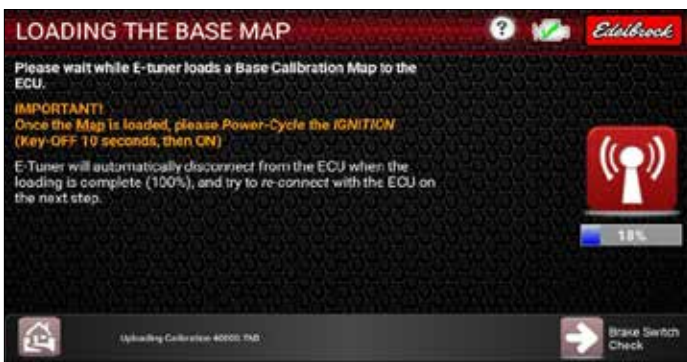 LOADING THE BASE MAP
?
Edelbrock
Please wait while E-tuner loads a Base Calibration Map to the
ECU.
IMPORTANT!
Once the Map is loaded, please Power-Cycle the IGNITION
(Key-OFF 10 seconds, then ON)
E-Tuner will automatically disconnect from the ECU when the
loading is complete (100%), and try to re-connect with the ECU on
the next step.
18%
Uploading Calibration
Brake Switch
Check